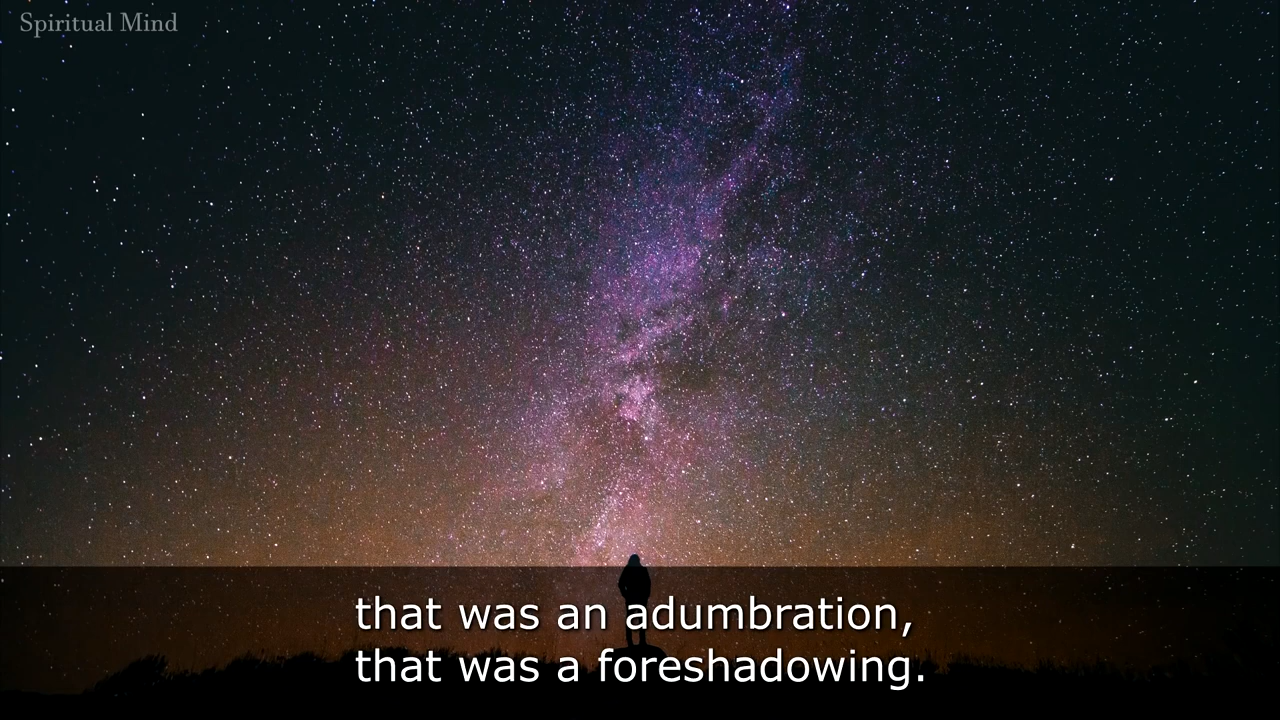 Spiritual Mind
that was an adumbration,
that was a foreshadowing.